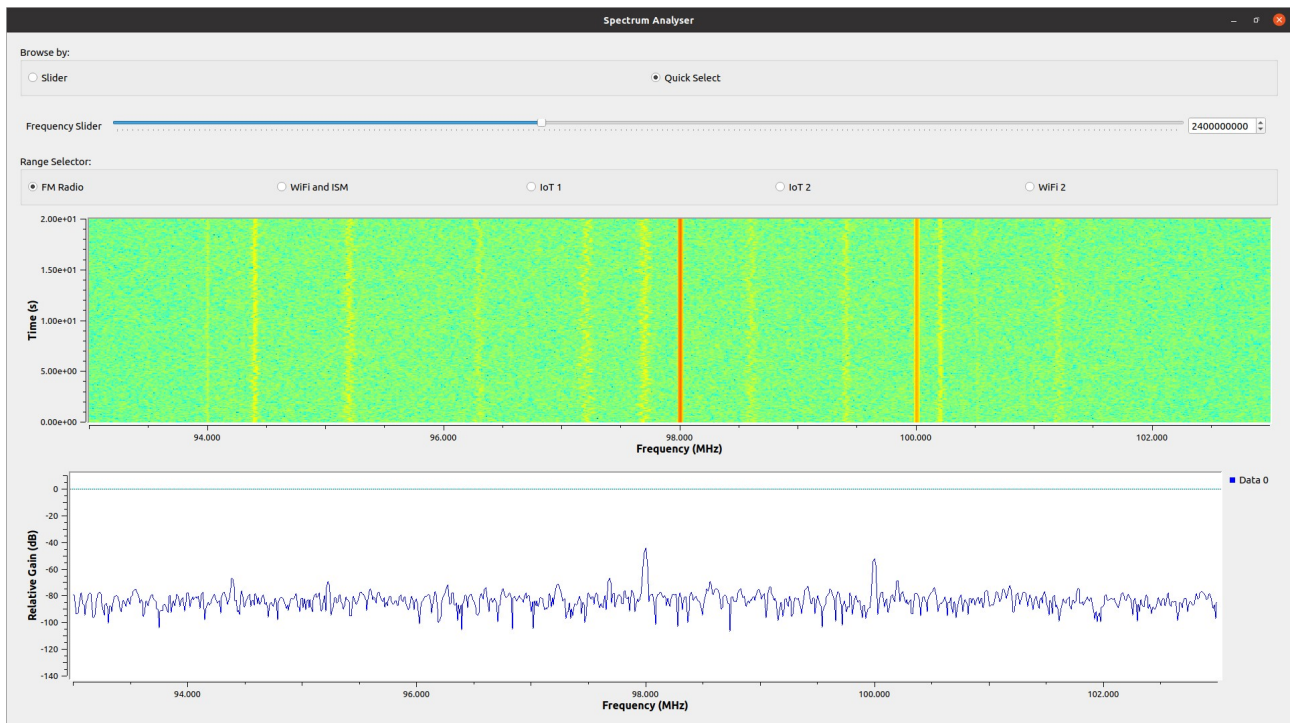 Spectrum Analyser
Browse by:
Slider Quick Select
Frequency Slider 2400000000
Range Selector:
FM Radio WiFi and ISM IoT 1 IoT 2 WiFi 2
2.00e+01
1.50e+01
1.00e+01
5.00e+00
0.00e+00
Time (s)
94.000 96.000 98.000 100.000 102.000
Frequency (MHz)
Data 0
0
-20
-40
-60
-80
-100
-120
-140
Relative Gain (dB)
94.000 96.000 98.000 100.000 102.000
Frequency (MHz)